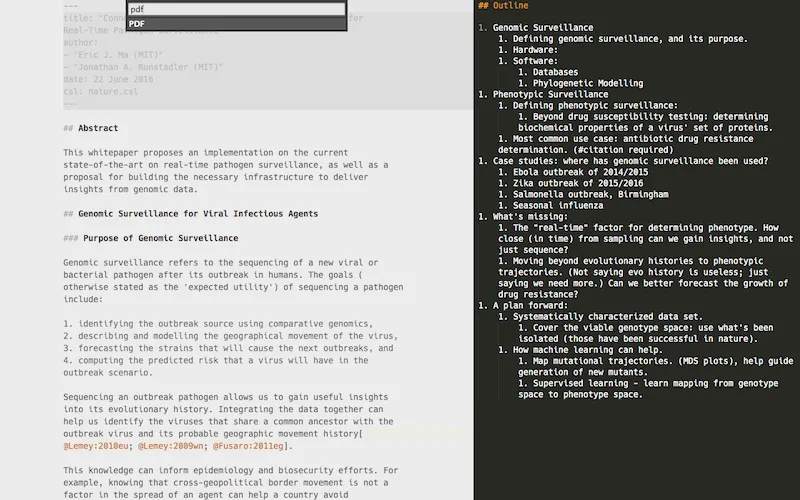 pdf
PDF
---
title: "Conn for
Real-Time Pathogen Surveillance"
author:
- "Eric J. Ma (MIT)"
- "Jonathan A. Runstadler (MIT)"
date: 22 June 2016
csl: nature.csl
---
## Abstract
This whitepaper proposes an implementation on the current
state-of-the-art on real-time pathogen surveillance, as well as a
proposal for building the necessary infrastructure to deliver
insights from genomic data.
## Genomic Surveillance for Viral Infectious Agents
### Purpose of Genomic Surveillance
Genomic surveillance refers to the sequencing of a new viral or
bacterial pathogen after its outbreak in humans. The goals (
otherwise stated as the 'expected utility') of sequencing a pathogen
include:
1. identifying the outbreak source using comparative genomics,
2. describing and modelling the geographical movement of the virus,
3. forecasting the strains that will cause the next outbreaks, and
4. computing the predicted risk that a virus will have in the
outbreak scenario.
Sequencing an outbreak pathogen allows us to gain useful insights
into its evolutionary history. Integrating the data together can
help us identify the viruses that share a common ancestor with the
outbreak virus and its probable geographic movement history[
@Lemey:2010eu; @Lemey:2009wn; @Fusaro:2011eg].
This knowledge can inform epidemiology and biosecurity efforts. For
example, knowing that cross-geopolitical border movement is not a
factor in the spread of an agent can help a country avoid
## Outline
1. Genomic Surveillance
1. Defining genomic surveillance, and its purpose.
1. Hardware:
1. Software:
1. Databases
1. Phylogenetic Modelling
1. Phenotypic Surveillance
1. Defining phenotypic surveillance:
1. Beyond drug susceptibility testing: determining
biochemical properties of a virus' set of proteins.
1. Most common use case: antibiotic drug resistance
determination. (#citation required)
1. Case studies: where has genomic surveillance been used?
1. Ebola outbreak of 2014/2015
1. Zika outbreak of 2015/2016
1. Salmonella outbreak, Birmingham
1. Seasonal influenza
1. What's missing:
1. The "real-time" factor for determining phenotype. How
close (in time) from sampling can we gain insights, and not
just sequence?
1. Moving beyond evolutionary histories to phenotypic
trajectories. (Not saying evo history is useless; just
saying we need more.) Can we better forecast the growth of
drug resistance?
1. A plan forward:
1. Systematically characterized data set.
1. Cover the viable genotype space: use what's been
isolated (those have been successful in nature).
1. How machine learning can help.
1. Map mutational trajectories. (MDS plots), help guide
generation of new mutants.
1. Supervised learning - learn mapping from genotype
space to phenotype space.